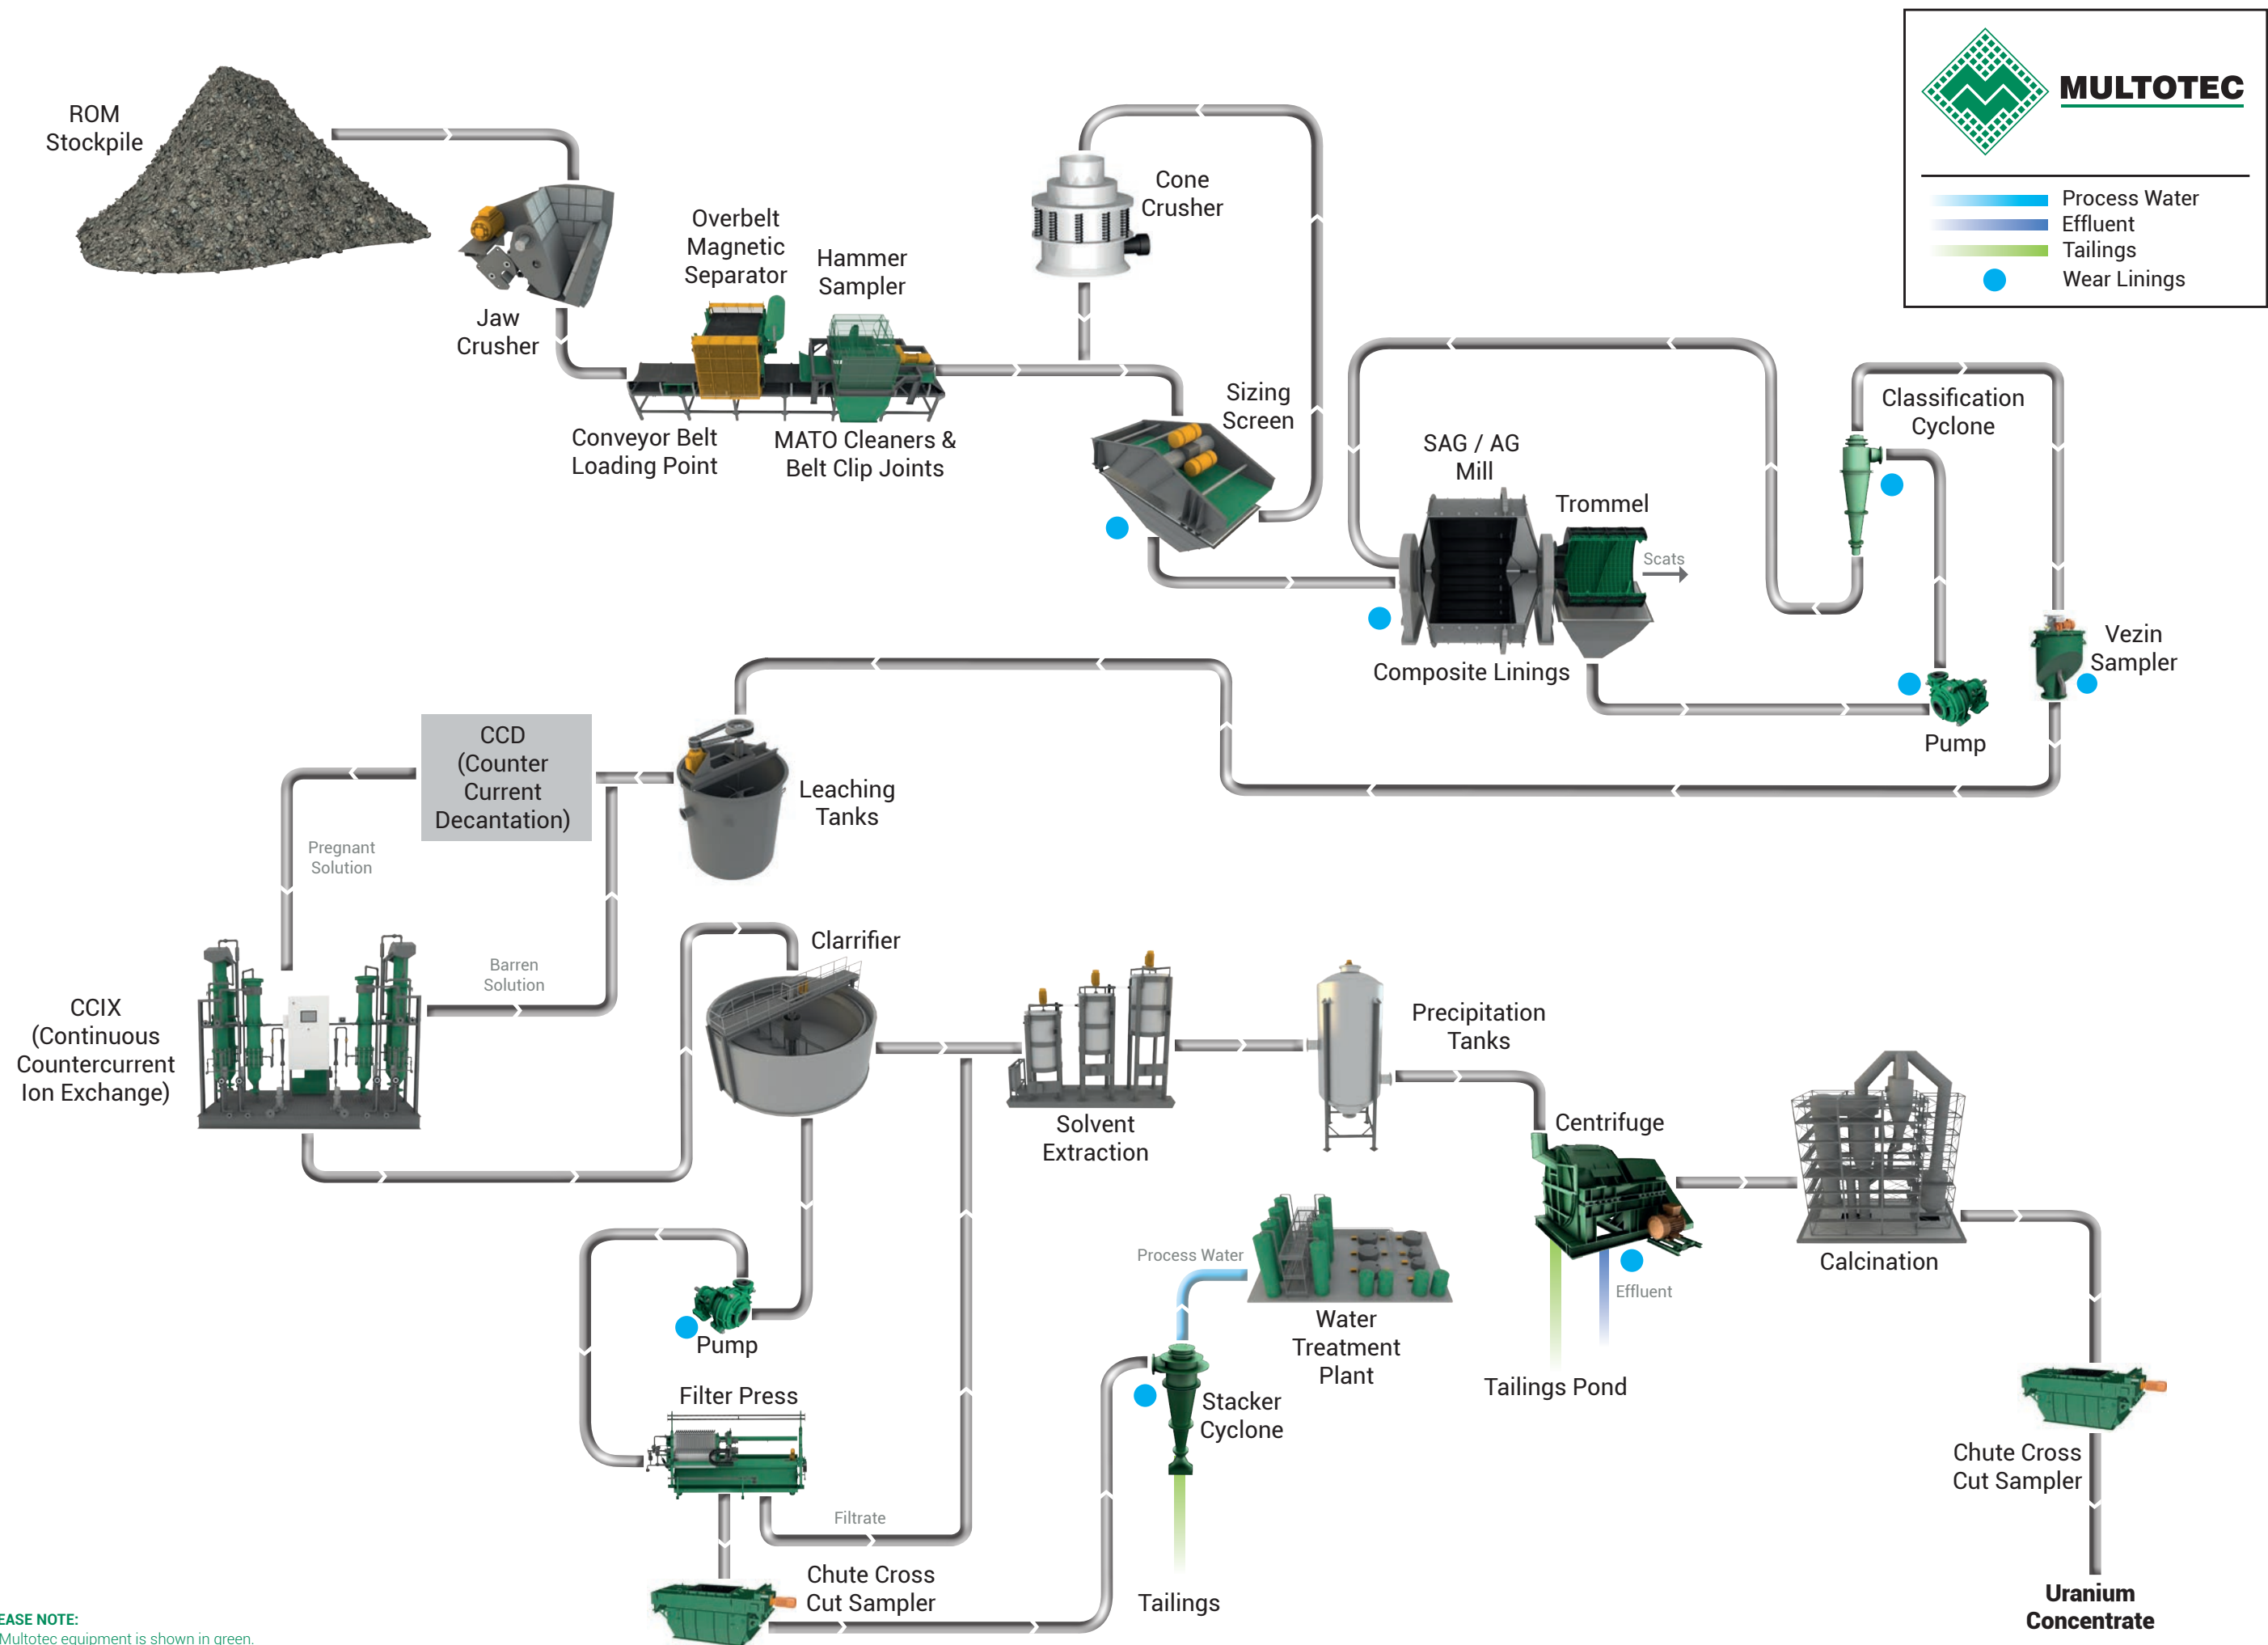 MULTOTEC
Process Water
Effluent
Tailings
Wear Linings
ROM
Stockpile
Jaw
Crusher
Overbelt
Magnetic
Separator
Hammer
Sampler
Conveyor Belt
Loading Point
MATO Cleaners &
Belt Clip Joints
Cone
Crusher
Sizing
Screen
SAG / AG
Mill
Trommel
Scats
Composite Linings
Classification
Cyclone
Pump
Vezin
Sampler
Leaching
Tanks
CCD
(Counter
Current
Decantation)
Pregnant
Solution
Barren
Solution
CCIX
(Continuous
Countercurrent
Ion Exchange)
Clarrifier
Pump
Filter Press
Filtrate
Chute Cross
Cut Sampler
Solvent
Extraction
Precipitation
Tanks
Process Water
Water
Treatment
Plant
Stacker
Cyclone
Tailings
Centrifuge
Effluent
Tailings Pond
Calcination
Chute Cross
Cut Sampler
Uranium
Concentrate
EASE NOTE:
Multotec equipment is shown in green.